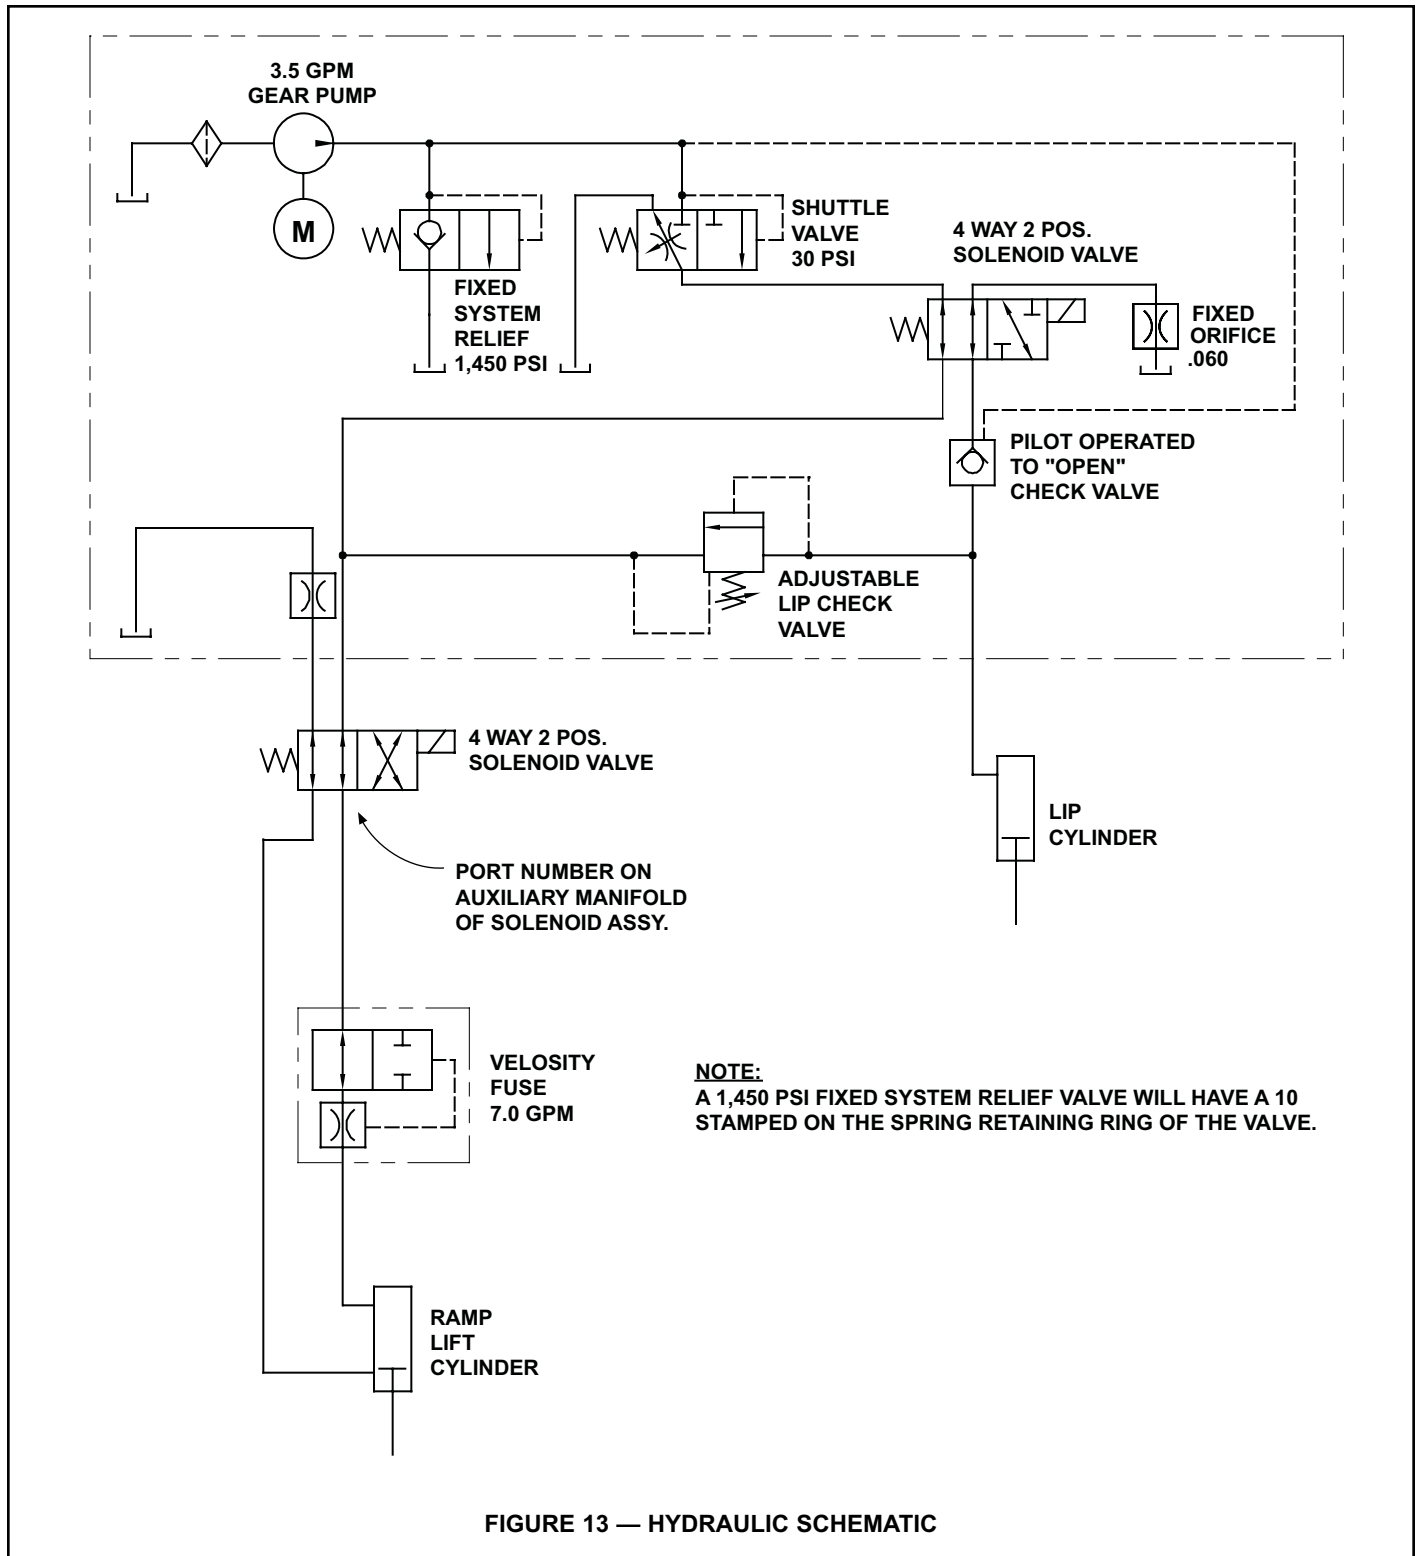 3.5 GPM
GEAR PUMP
M
FIXED
SYSTEM
RELIEF
1,450 PSI
SHUTTLE
VALVE
30 PSI
4 WAY 2 POS.
SOLENOID VALVE
FIXED
ORIFICE
.060
PILOT OPERATED
TO "OPEN"
CHECK VALVE
ADJUSTABLE
LIP CHECK
VALVE
4 WAY 2 POS.
SOLENOID VALVE
LIP
CYLINDER
PORT NUMBER ON
AUXILIARY MANIFOLD
OF SOLENOID ASSY.
VELOSITY
FUSE
7.0 GPM
NOTE:
A 1,450 PSI FIXED SYSTEM RELIEF VALVE WILL HAVE A 10
STAMPED ON THE SPRING RETAINING RING OF THE VALVE.
RAMP
LIFT
CYLINDER
FIGURE 13 — HYDRAULIC SCHEMATIC